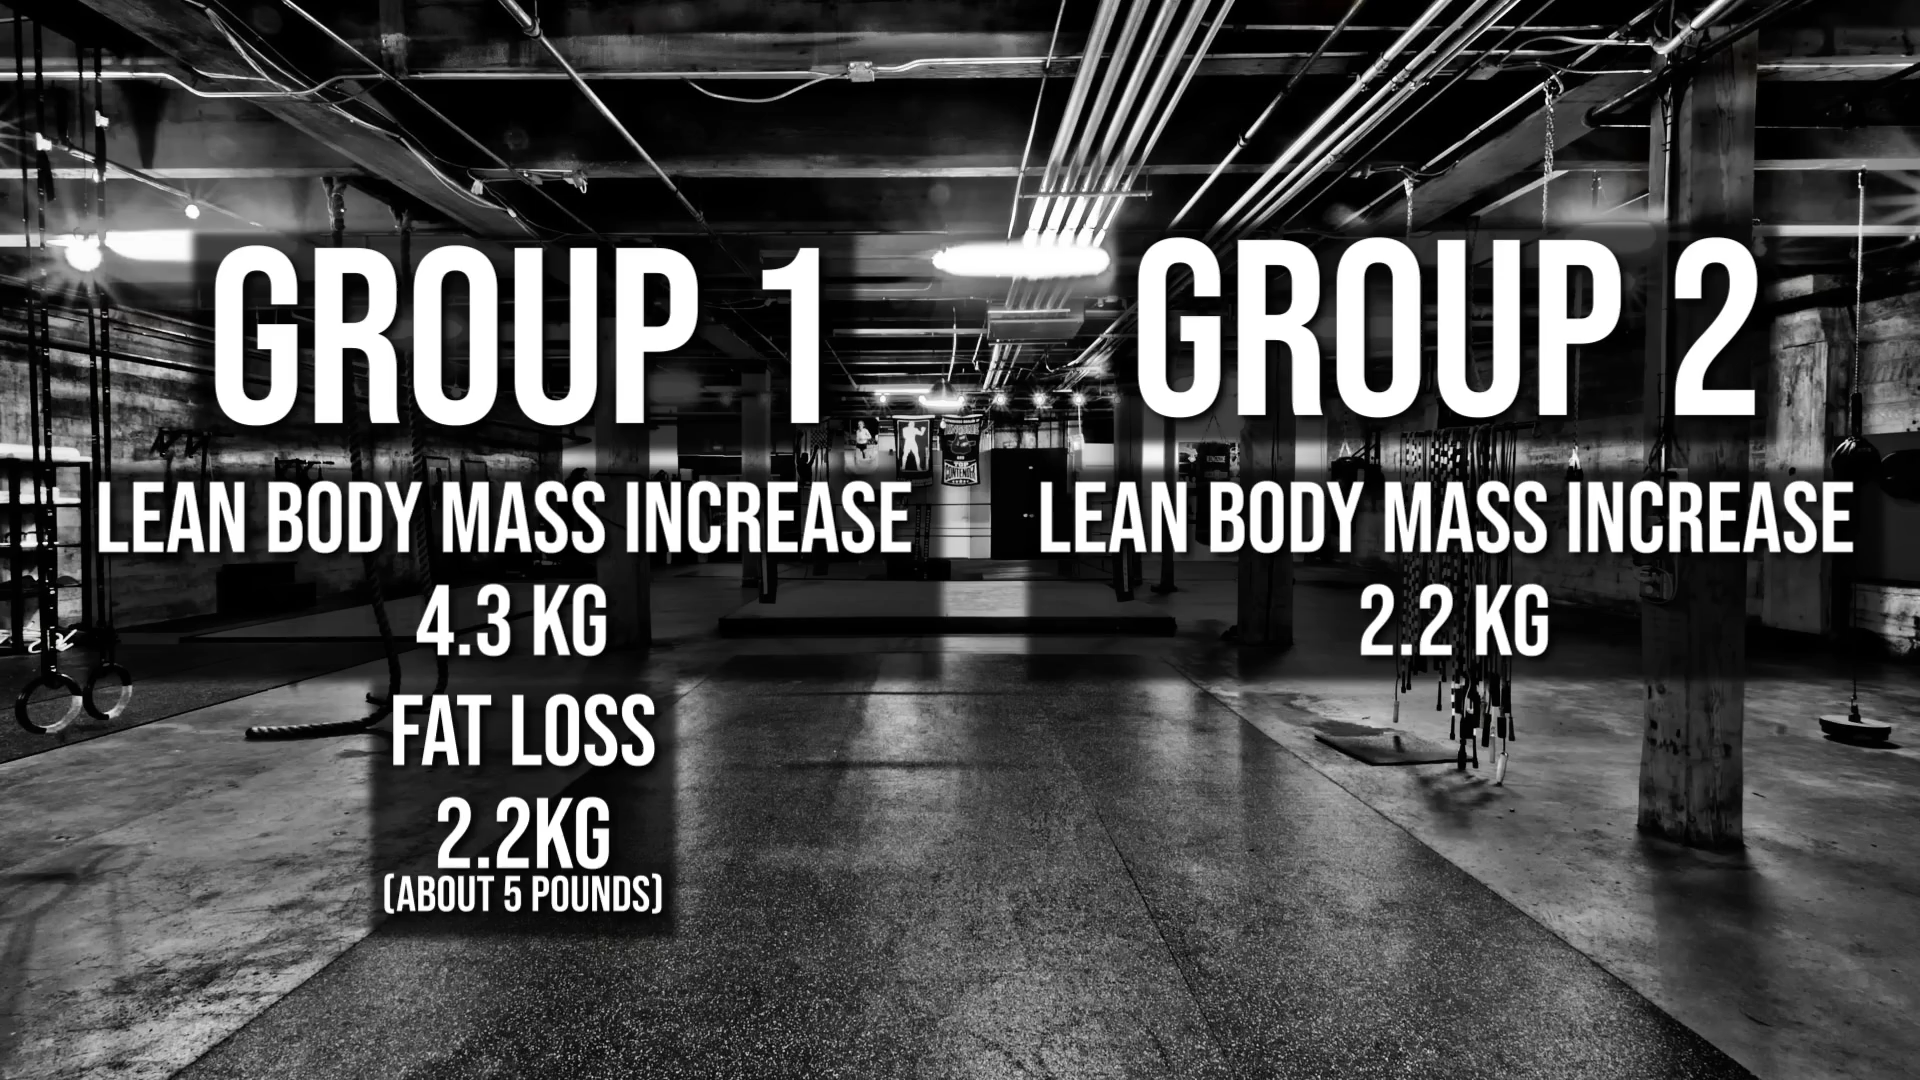 GROUP 1
LEAN BODY MASS INCREASE
4.3 KG
FAT LOSS
2.2KG
(ABOUT 5 POUNDS)
GROUP 2
LEAN BODY MASS INCREASE
2.2 KG